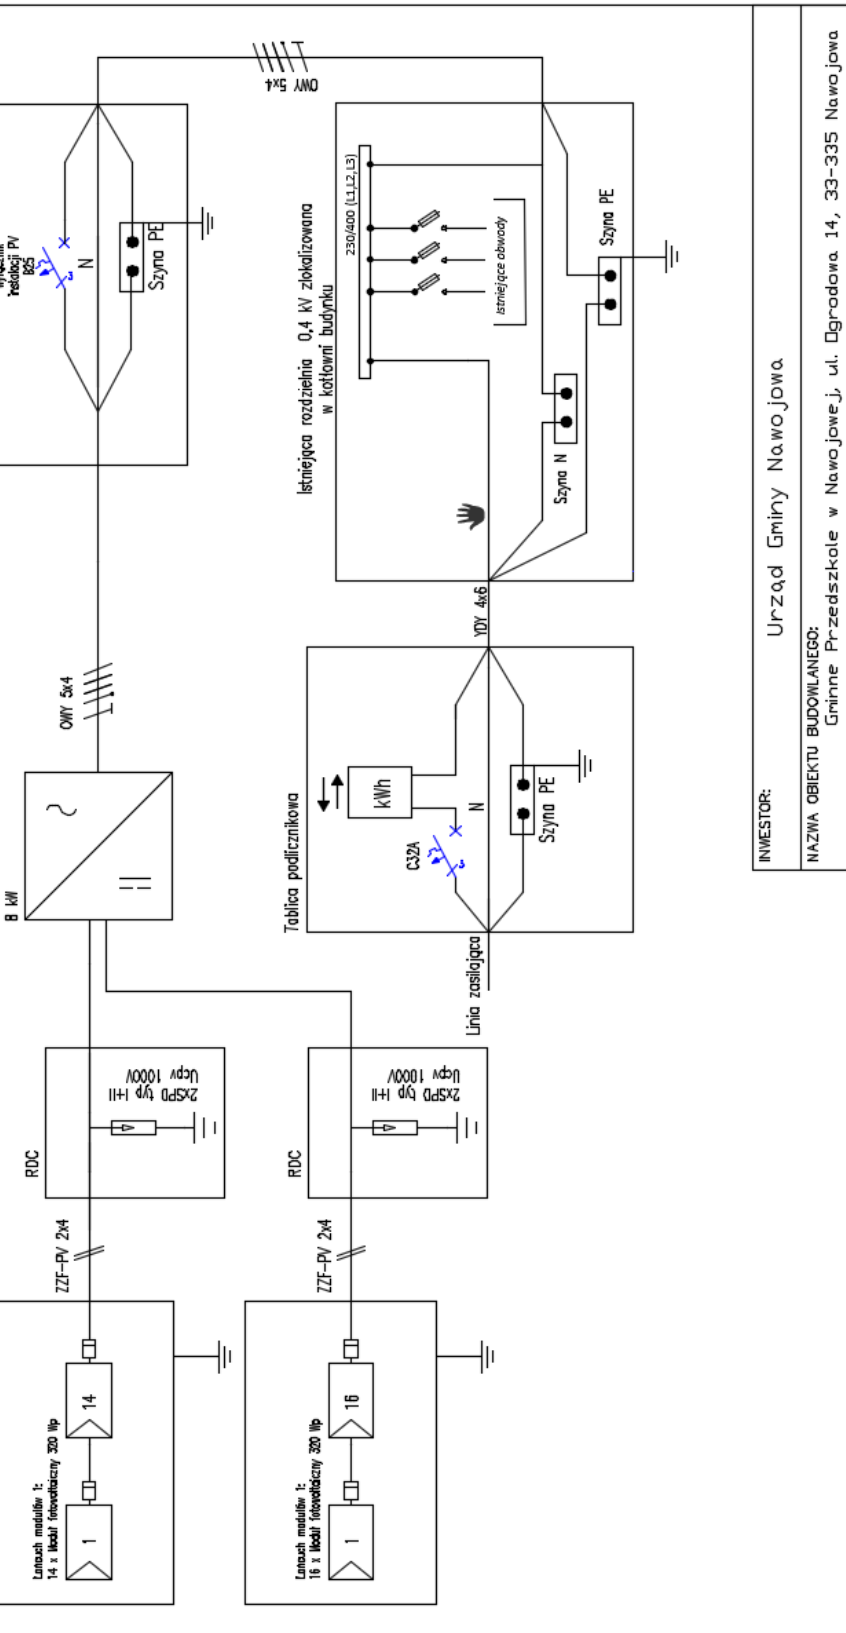 OWY 5x4
instalacji PV
B25
3
N
Szyna PE
230/400 (L1,L2,L3)
Istniejące obwody
Szyna PE
Istniejąca rozdzielnia 0,4 kV zlokalizowana
w kotłowni budynku
Szyna N
YDY 4x6
OWY 5x4
8 kW
Tablica podlicznikowa
kWh
C32A
3
N
Szyna PE
Linia zasilająca
RDC
2xSPD typ I+II
Ucpv 1000V
RDC
2xSPD typ I+II
Ucpv 1000V
ZZF-PV 2x4
ZZF-PV 2x4
Łańcuch modułów 1:
14 x Moduł fotowoltaiczny 320 Wp
1
14
Łańcuch modułów 1:
16 x Moduł fotowoltaiczny 320 Wp
1
16
INWESTOR:
Urząd Gminy Nawojowa
NAZWA OBIEKTU BUDOWLANEGO:
Gminne Przedszkole w Nawojowej, ul. Ogrodowa 14, 33-335 Nawojowa